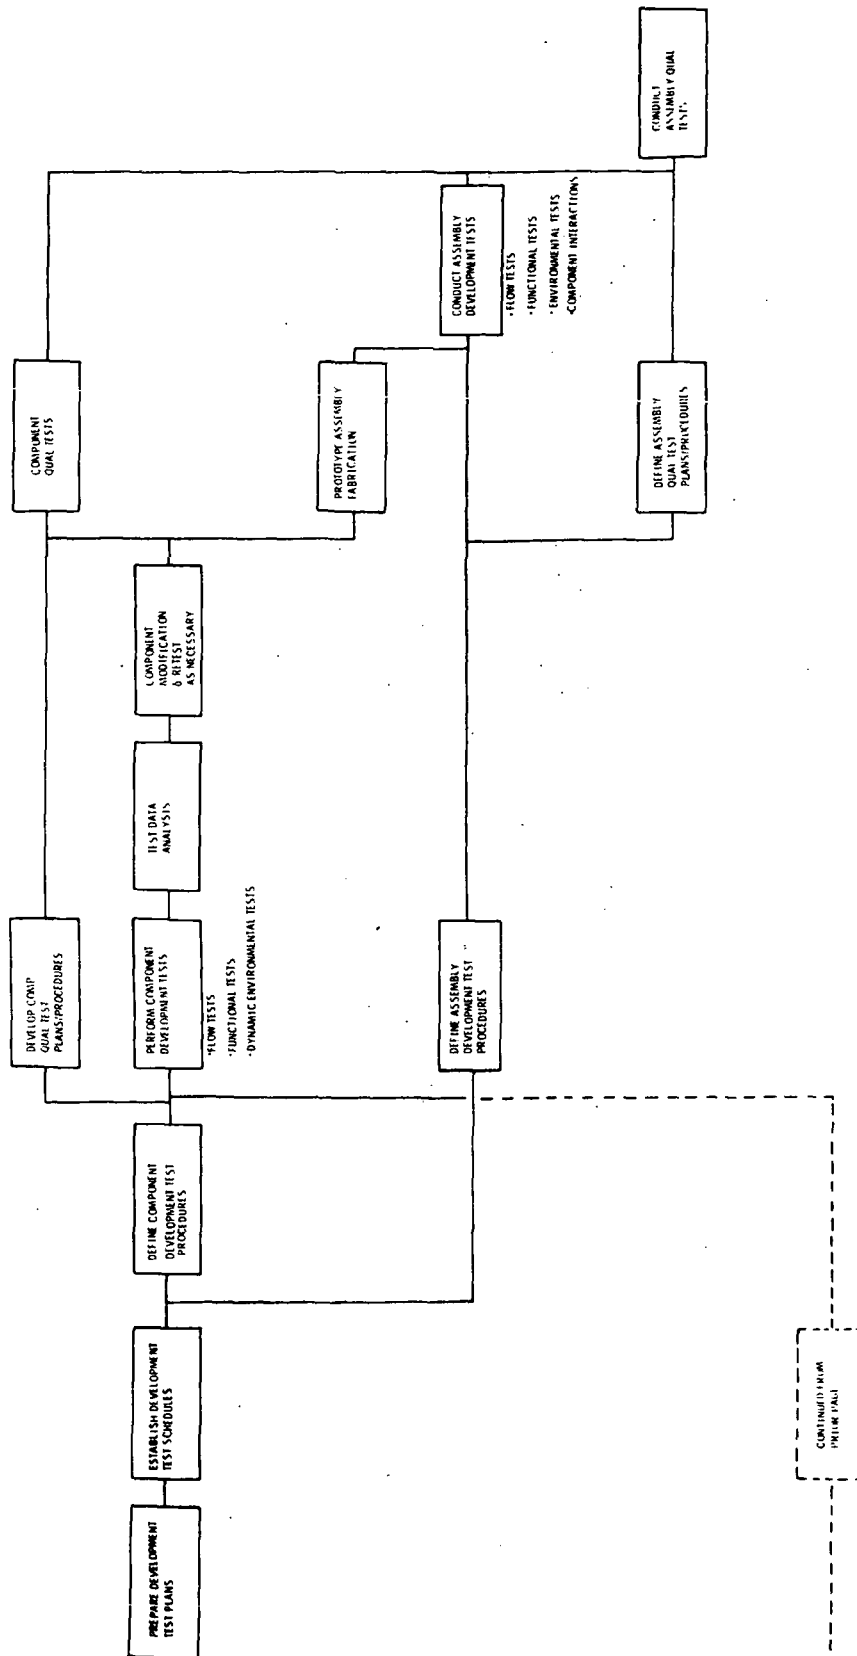 PREPARE DEVELOPMENT
TEST PLANS
ESTABLISH DEVELOPMENT
TEST SCHEDULES
DEFINE COMPONENT
DEVELOPMENT TEST
PROCEDURES
DEVELOP COMP
QUAL TEST
PLANS/PROCEDURES
PERFORM COMPONENT
DEVELOPMENT TESTS
•FLOW TESTS
•FUNCTIONAL TESTS
•DYNAMIC ENVIRONMENTAL TESTS
TEST DATA
ANALYSIS
COMPONENT
MODIFICATION
& RETEST
AS NECESSARY
COMPONENT
QUAL TESTS
PROTOTYPE ASSEMBLY
FABRICATION
DEFINE ASSEMBLY
DEVELOPMENT TEST
PROCEDURES
CONDUCT ASSEMBLY
DEVELOPMENT TESTS
•FLOW TESTS
•FUNCTIONAL TESTS
•ENVIRONMENTAL TESTS
•COMPONENT INTERACTIONS
DEFINE ASSEMBLY
QUAL TEST
PLANS/PROCEDURES
CONDUCT
ASSEMBLY QUAL
TESTS
CONTINUED FROM
PRIOR PAGE